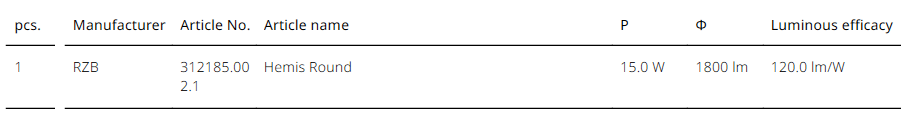 pcs. Manufacturer Article No. Article name P Φ Luminous efficacy
1 RZB 312185.00 Hemis Round 15.0 W 1800 lm 120.0 lm/W
2.1